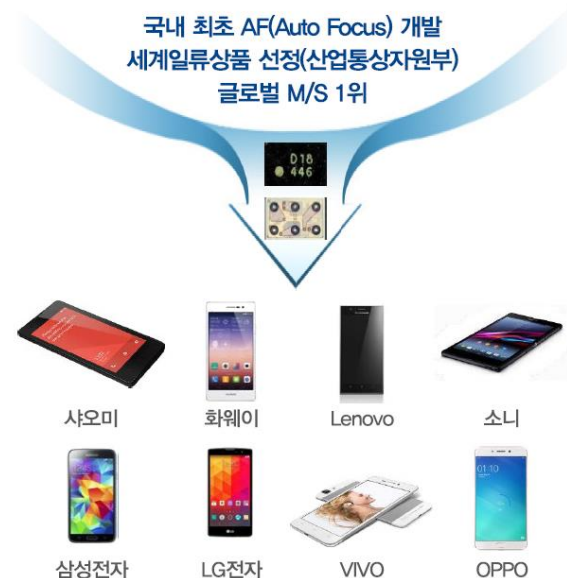 국내 최초 AF(Auto Focus) 개발
세계일류상품 선정(산업통상자원부)
글로벌 M/S 1위
D18
446
샤오미
화웨이
Lenovo
소니
01:10
삼성전자
LG전자
VIVO
OPPO